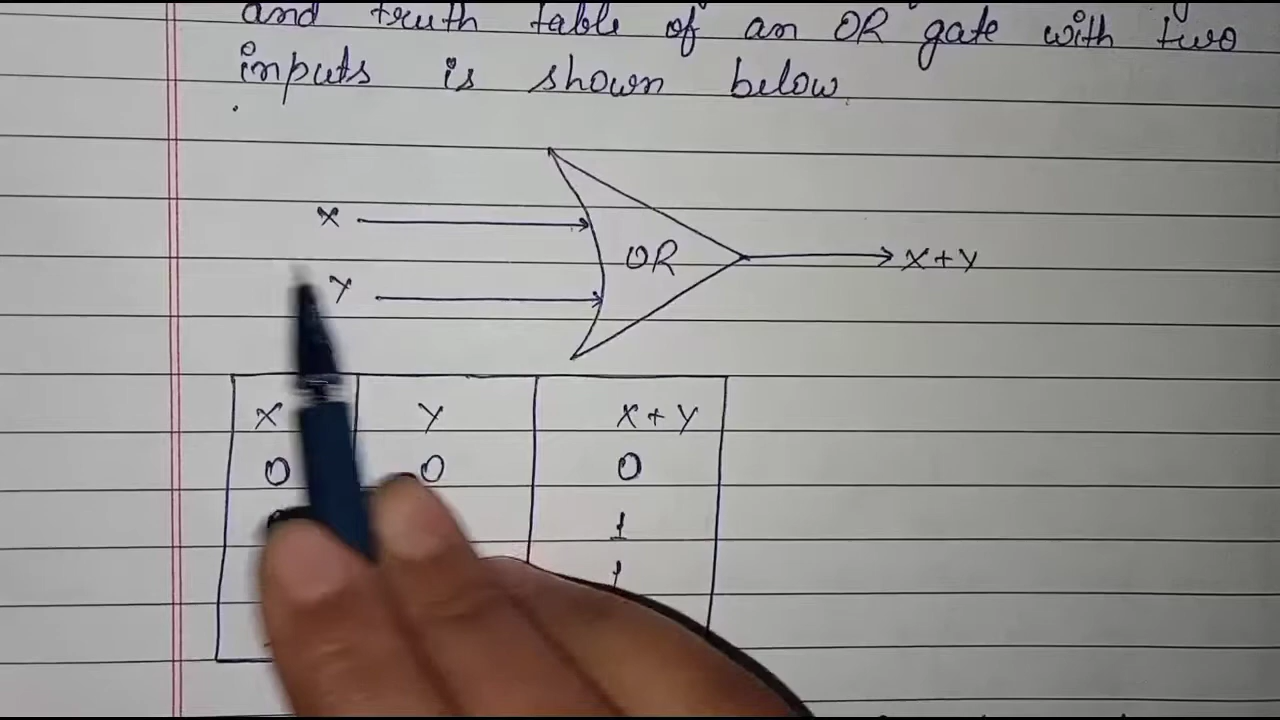 and truth table of an OR gate with two
inputs is shown below.
X
OR
X+Y
Y
X Y X+Y
0 0 0
1
1